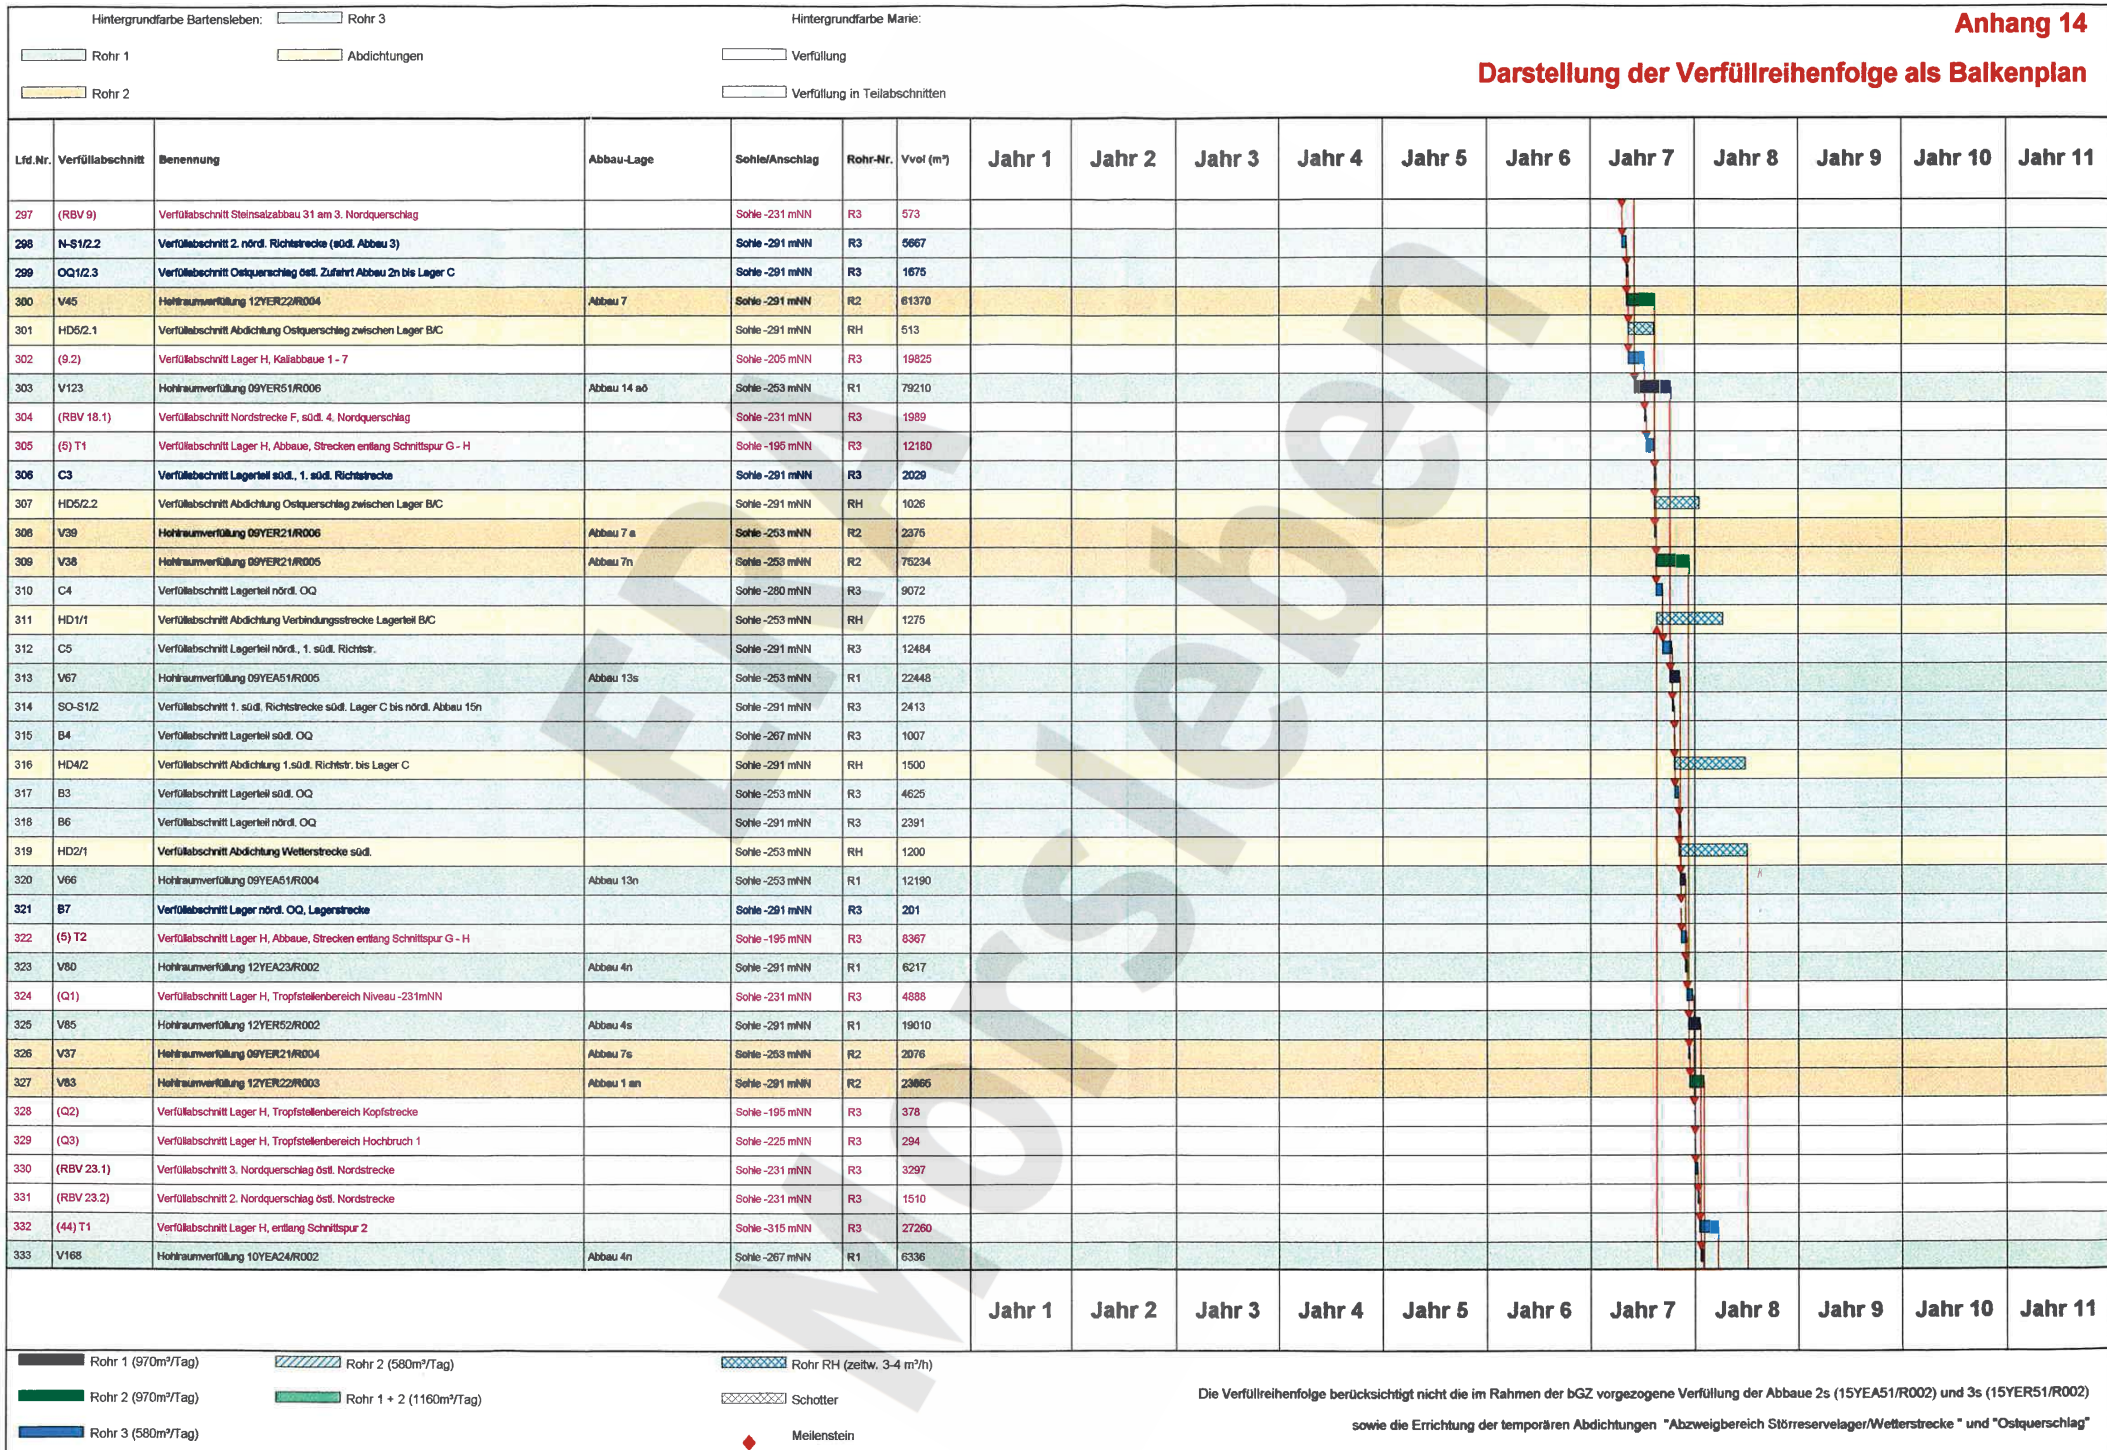 Hintergrundfarbe Bartensleben: Rohr 3 Hintergrundfarbe Marie:
Anhang 14
Rohr 1 Abdichtungen Verfüllung
Darstellung der Verfüllreihenfolge als Balkenplan
Rohr 2 Verfüllung in Teilabschnitten
Lfd.Nr. Verfüllabschnitt Benennung Abbau-Lage Sohle/Anschlag Rohr-Nr. Vvol (m³) Jahr 1 Jahr 2 Jahr 3 Jahr 4 Jahr 5 Jahr 6 Jahr 7 Jahr 8 Jahr 9 Jahr 10 Jahr 11
297 (RBV 9) Verfüllabschnitt Steinsalzabbau 31 am 3. Nordquerschlag Sohle -231 mNN R3 573
298 N-S1/2.2 Verfüllabschnitt 2. nördl. Richtstrecke (südl. Abbau 3) Sohle -291 mNN R3 5667
299 OQ1/2.3 Verfüllabschnitt Ostquerschlag östl. Zufahrt Abbau 2n bis Lager C Sohle -291 mNN R3 1675
300 V45 Hohlraumverfüllung 12YER22/R004 Abbau 7 Sohle -291 mNN R2 61370
301 HD5/2.1 Verfüllabschnitt Abdichtung Ostquerschlag zwischen Lager B/C Sohle -291 mNN RH 513
302 (9.2) Verfüllabschnitt Lager H, Kaliabbaue 1 - 7 Sohle -205 mNN R3 19825
303 V123 Hohlraumverfüllung 09YER51/R006 Abbau 14 aö Sohle -253 mNN R1 79210
304 (RBV 18.1) Verfüllabschnitt Nordstrecke F, südl. 4. Nordquerschlag Sohle -231 mNN R3 1989
305 (5) T1 Verfüllabschnitt Lager H, Abbaue, Strecken entlang Schnittspur G - H Sohle -195 mNN R3 12180
306 C3 Verfüllabschnitt Lagerteil südl., 1. südl. Richtstrecke Sohle -291 mNN R3 2029
307 HD5/2.2 Verfüllabschnitt Abdichtung Ostquerschlag zwischen Lager B/C Sohle -291 mNN RH 1026
308 V39 Hohlraumverfüllung 09YER21/R006 Abbau 7 a Sohle -253 mNN R2 2375
309 V38 Hohlraumverfüllung 09YER21/R005 Abbau 7n Sohle -253 mNN R2 75234
310 C4 Verfüllabschnitt Lagerteil nördl. OQ Sohle -280 mNN R3 9072
311 HD1/1 Verfüllabschnitt Abdichtung Verbindungsstrecke Lagerteil B/C Sohle -253 mNN RH 1275
312 C5 Verfüllabschnitt Lagerteil nördl., 1. südl. Richtstr. Sohle -291 mNN R3 12484
313 V67 Hohlraumverfüllung 09YEA51/R005 Abbau 13s Sohle -253 mNN R1 22448
314 SO-S1/2 Verfüllabschnitt 1. südl. Richtstrecke südl. Lager C bis nördl. Abbau 15n Sohle -291 mNN R3 2413
315 B4 Verfüllabschnitt Lagerteil südl. OQ Sohle -267 mNN R3 1007
316 HD4/2 Verfüllabschnitt Abdichtung 1.südl. Richtstr. bis Lager C Sohle -291 mNN RH 1500
317 B3 Verfüllabschnitt Lagerteil südl. OQ Sohle -253 mNN R3 4625
318 B6 Verfüllabschnitt Lagerteil nördl. OQ Sohle -291 mNN R3 2391
319 HD2/1 Verfüllabschnitt Abdichtung Wetterstrecke südl. Sohle -253 mNN RH 1200
320 V66 Hohlraumverfüllung 09YEA51/R004 Abbau 13n Sohle -253 mNN R1 12190
321 B7 Verfüllabschnitt Lager nördl. OQ, Lagerstrecke Sohle -291 mNN R3 201
322 (5) T2 Verfüllabschnitt Lager H, Abbaue, Strecken entlang Schnittspur G - H Sohle -195 mNN R3 8367
323 V80 Hohlraumverfüllung 12YEA23/R002 Abbau 4n Sohle -291 mNN R1 6217
324 (Q1) Verfüllabschnitt Lager H, Tropfstellenbereich Niveau -231mNN Sohle -231 mNN R3 4888
325 V85 Hohlraumverfüllung 12YER52/R002 Abbau 4s Sohle -291 mNN R1 19010
326 V37 Hohlraumverfüllung 09YER21/R004 Abbau 7s Sohle -253 mNN R2 2076
327 V83 Hohlraumverfüllung 12YER22/R003 Abbau 1 an Sohle -291 mNN R2 23865
328 (Q2) Verfüllabschnitt Lager H, Tropfstellenbereich Kopfstrecke Sohle -195 mNN R3 378
329 (Q3) Verfüllabschnitt Lager H, Tropfstellenbereich Hochbruch 1 Sohle -225 mNN R3 294
330 (RBV 23.1) Verfüllabschnitt 3. Nordquerschlag östl. Nordstrecke Sohle -231 mNN R3 3297
331 (RBV 23.2) Verfüllabschnitt 2. Nordquerschlag östl. Nordstrecke Sohle -231 mNN R3 1510
332 (44) T1 Verfüllabschnitt Lager H, entlang Schnittspur 2 Sohle -315 mNN R3 27260
333 V168 Hohlraumverfüllung 10YEA24/R002 Abbau 4n Sohle -267 mNN R1 6336
ERA
Morsleben
Jahr 1 Jahr 2 Jahr 3 Jahr 4 Jahr 5 Jahr 6 Jahr 7 Jahr 8 Jahr 9 Jahr 10 Jahr 11
Rohr 1 (970m³/Tag) Rohr 2 (580m³/Tag) Rohr RH (zeitw. 3-4 m³/h)
Rohr 2 (970m³/Tag) Rohr 1 + 2 (1160m³/Tag) Schotter
Rohr 3 (580m³/Tag) Meilenstein
Die Verfüllreihenfolge berücksichtigt nicht die im Rahmen der bGZ vorgezogene Verfüllung der Abbaue 2s (15YEA51/R002) und 3s (15YER51/R002)
sowie die Errichtung der temporären Abdichtungen "Abzweigbereich Störreservelager/Wetterstrecke " und "Ostquerschlag"